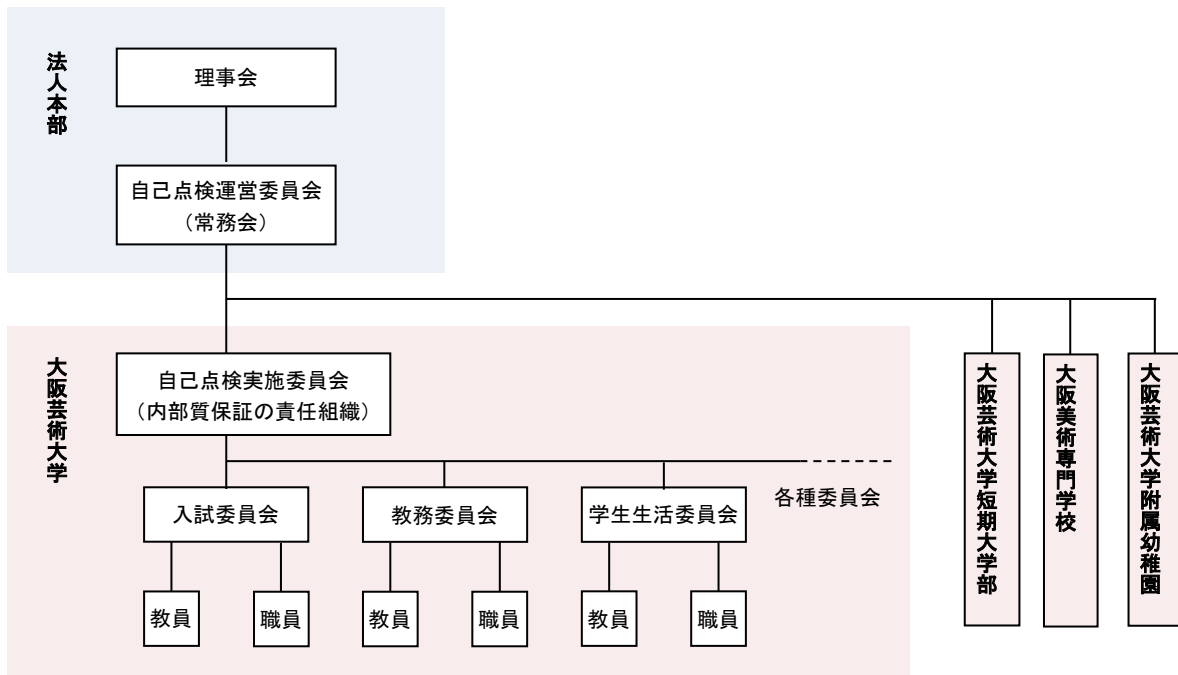 法人本部
理事会
自己点検運営委員会
（常務会）
大阪芸術大学
自己点検実施委員会
（内部質保証の責任組織）
各種委員会
入試委員会
教務委員会
学生生活委員会
教員
職員
教員
職員
教員
職員
大阪芸術大学短期大学部
大阪美術専門学校
大阪芸術大学附属幼稚園